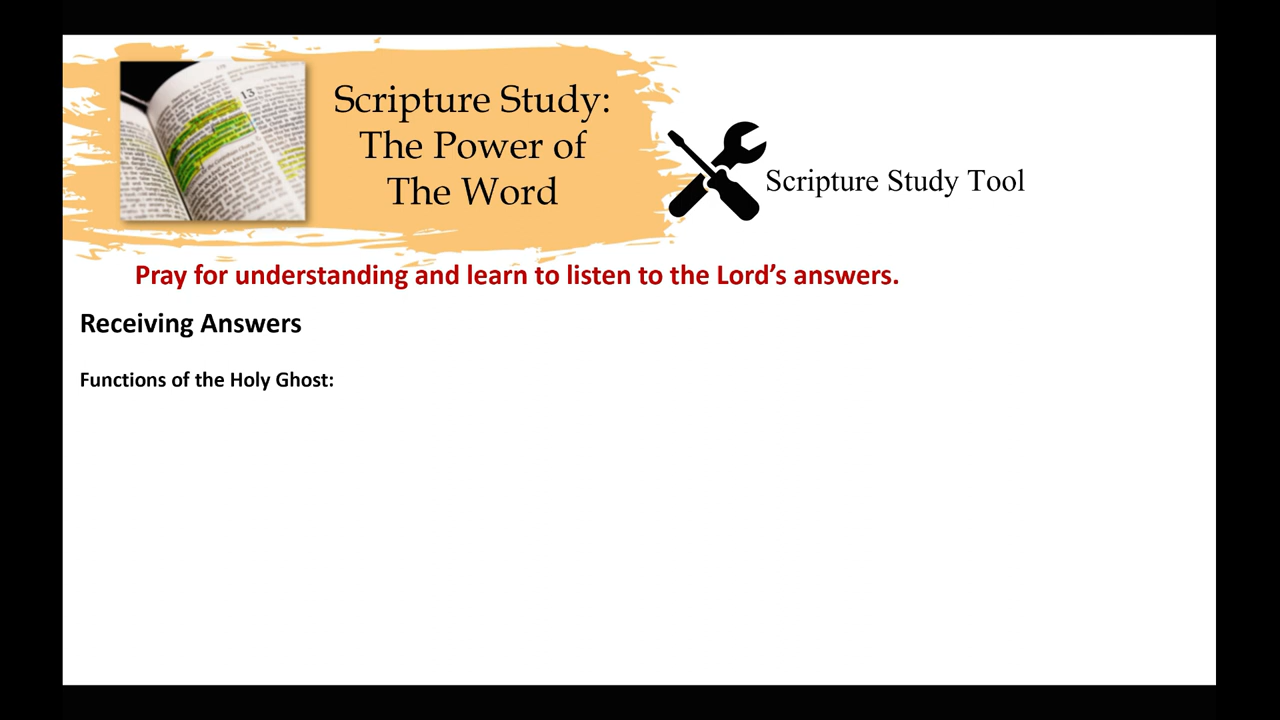 Scripture Study:
The Power of
The Word
Scripture Study Tool
Pray for understanding and learn to listen to the Lord’s answers.
Receiving Answers
Functions of the Holy Ghost:
13